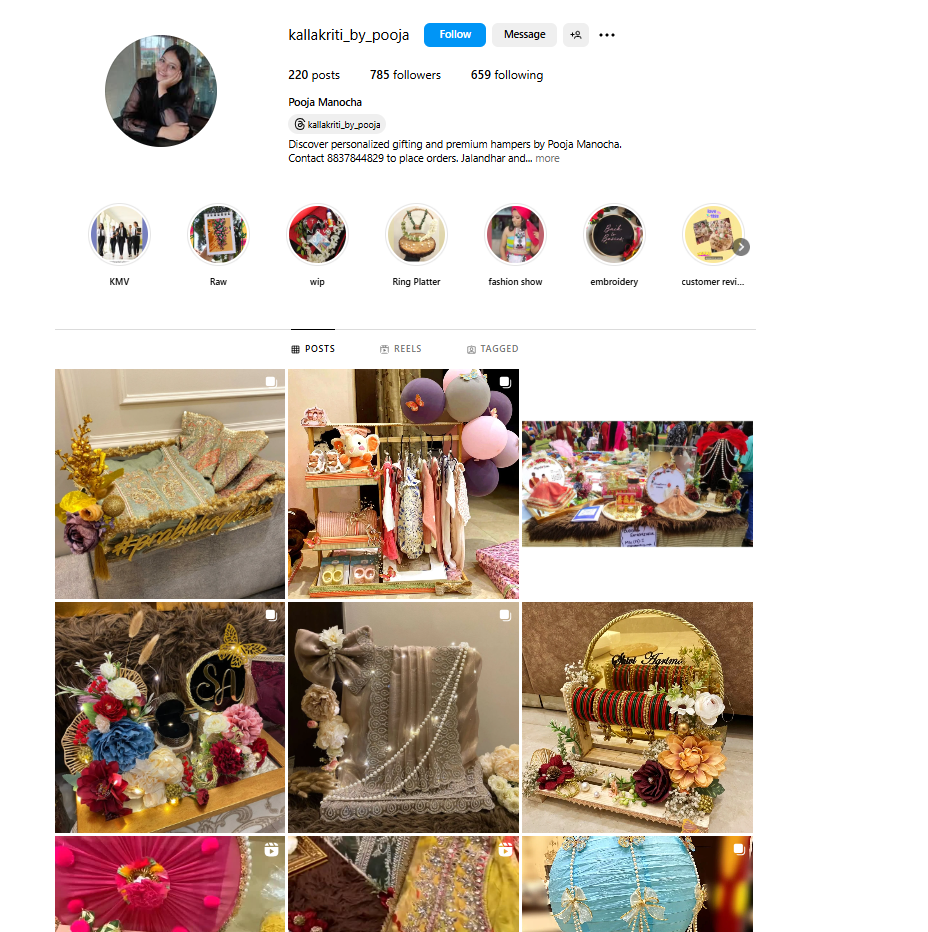 kallakriti_by_pooja Follow Message
220 posts 785 followers 659 following
Pooja Manocha
kallakriti_by_pooja
Discover personalized gifting and premium hampers by Pooja Manocha.
Contact 8837844829 to place orders. Jalandhar and... more
START
NOW
Back to
Basics
KMV Raw wip Ring Platter fashion show embroidery customer revi...
POSTS REELS TAGGED
SA